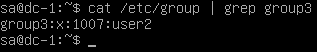 sa@dc-1:~$ cat /etc/group | grep group3
group3:x:1007:user2
sa@dc-1:~$